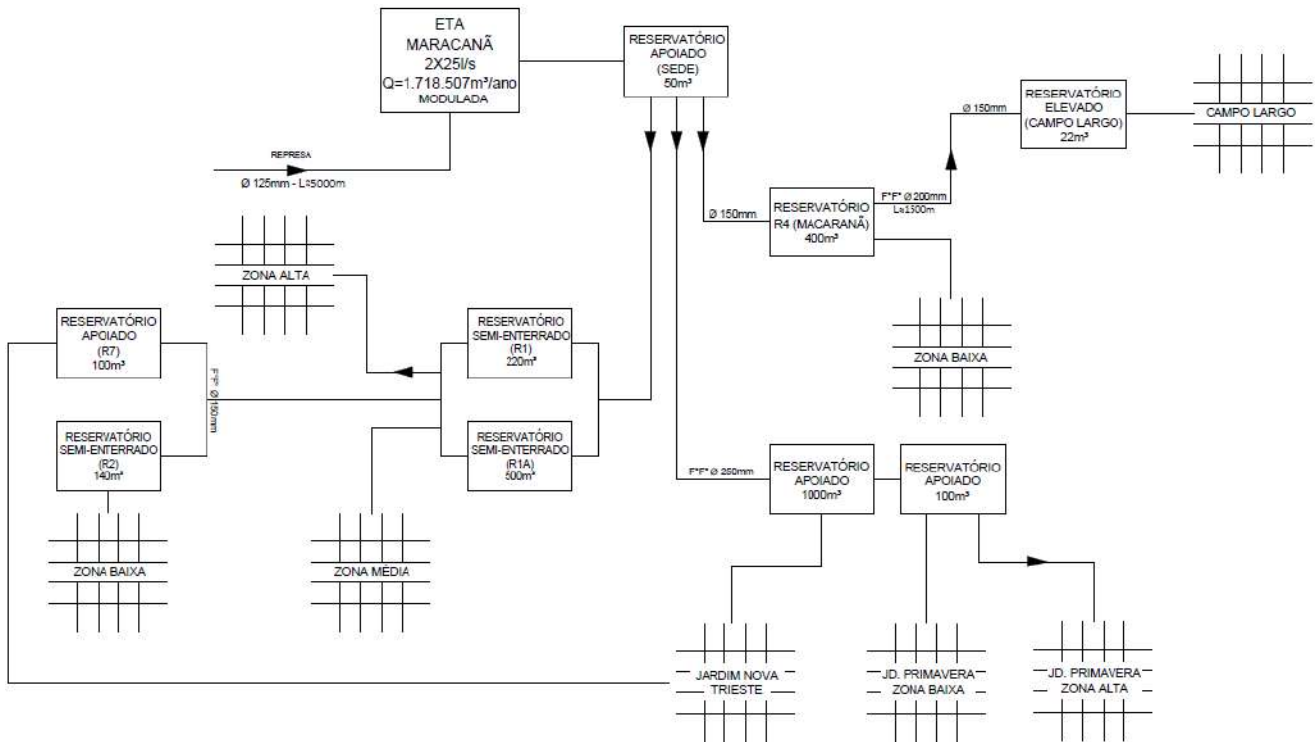 ETA
MARACANÃ
2X25l/s
Q=1.718.507m³/ano
MODULADA
RESERVATÓRIO
APOIADO
(SEDE)
50m³
RESERVATÓRIO
ELEVADO
(CAMPO LARGO)
22m³
Ø 150mm
CAMPO LARGO
REPRESA
Ø 125mm - L=5000m
RESERVATÓRIO
R4 (MACARANÃ)
400m³
Ø 150mm
F°F° Ø 200mm
L=1300m
ZONA ALTA
RESERVATÓRIO
APOIADO
(R7)
100m³
F°F° Ø 150mm
RESERVATÓRIO
SEMI-ENTERRADO
(R1)
220m³
ZONA BAIXA
RESERVATÓRIO
SEMI-ENTERRADO
(R2)
140m³
RESERVATÓRIO
SEMI-ENTERRADO
(R1A)
500m³
F°F° Ø 250mm
RESERVATÓRIO
APOIADO
1000m³
RESERVATÓRIO
APOIADO
100m³
ZONA BAIXA
ZONA MÉDIA
JARDIM NOVA
TRIESTE
JD. PRIMAVERA
ZONA BAIXA
JD. PRIMAVERA
ZONA ALTA